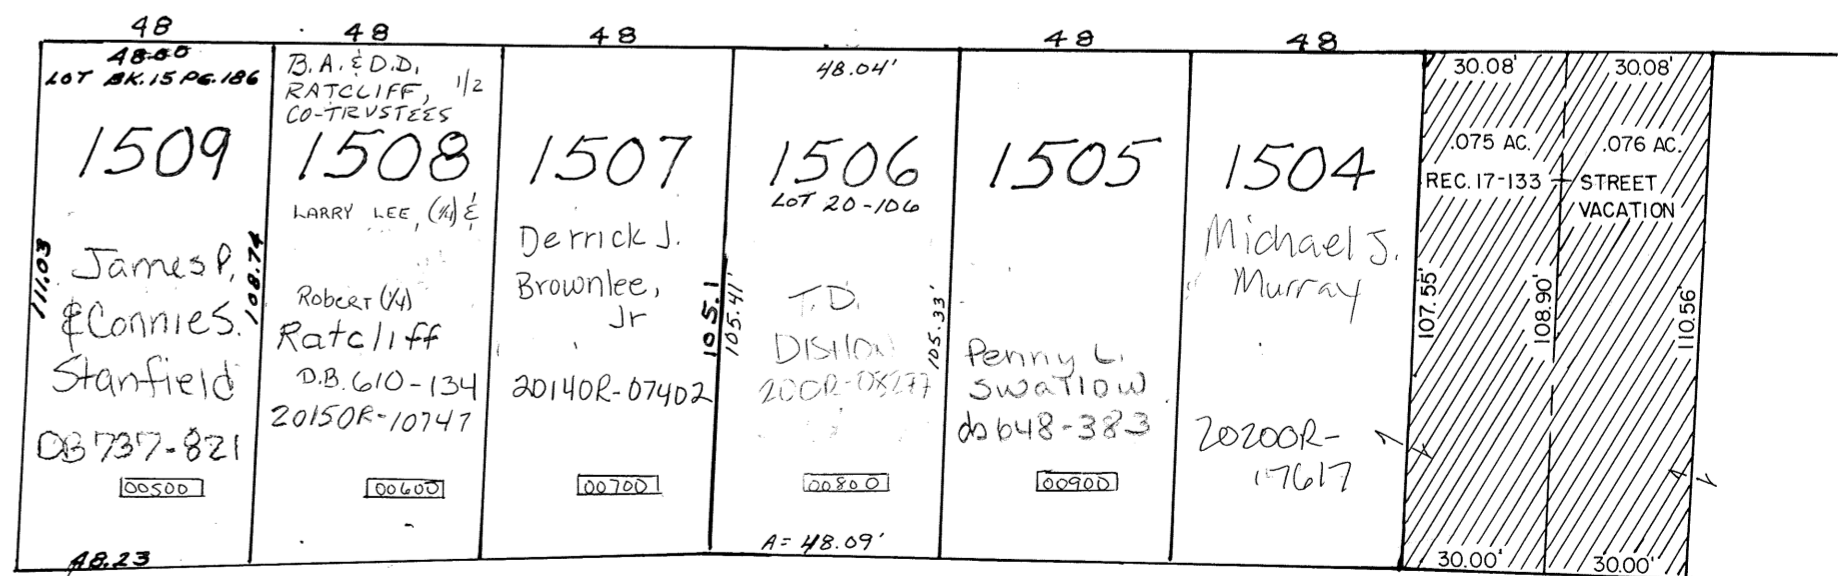 48
48.00
LOT BK.15 PG.186
1509
111.03
108.74
James P.
& Connie S.
Stanfield
DB 737-821
00500
48.23
48
B.A. & D.D.
RATCLIFF, 1/2
CO-TRUSTEES
1508
LARRY LEE, (1/4) &
Robert (1/4)
Ratcliff
D.B. 610-134
2015OR-10747
00600
48
1507
Derrick J.
Brownlee,
Jr
105.1
2014OR-07402
00700
48.04'
1506
LOT 20-106
105.41'
105.33'
T.D.
00800
A= 48.09'
48
1505
Penny L.
Swallow
db 648-383
00900
48
1504
Michael J.
Murray
2020OR-
17617
30.08'
.075 AC.
REC. 17-133
107.55'
108.90'
30.00'
30.08'
.076 AC.
STREET
VACATION
110.56'
30.00'